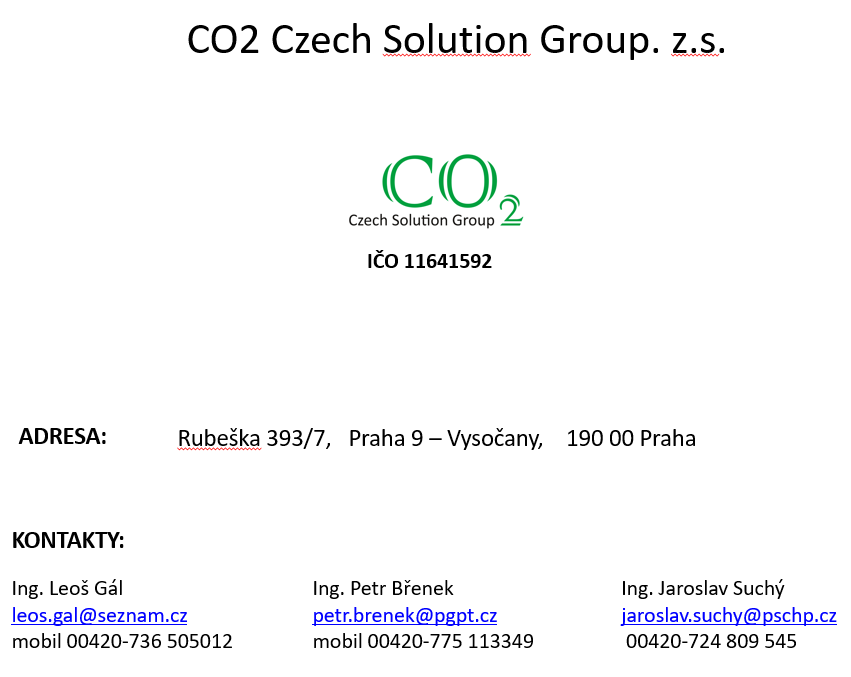 CO2 Czech Solution Group. z.s.
CO2
Czech Solution Group
IČO 11641592
ADRESA: Rubeška 393/7, Praha 9 – Vysočany, 190 00 Praha
KONTAKTY:
Ing. Leoš Gál Ing. Petr Břenek Ing. Jaroslav Suchý
leos.gal@seznam.cz petr.brenek@pgpt.cz jaroslav.suchy@pschp.cz
mobil 00420-736 505012 mobil 00420-775 113349 00420-724 809 545